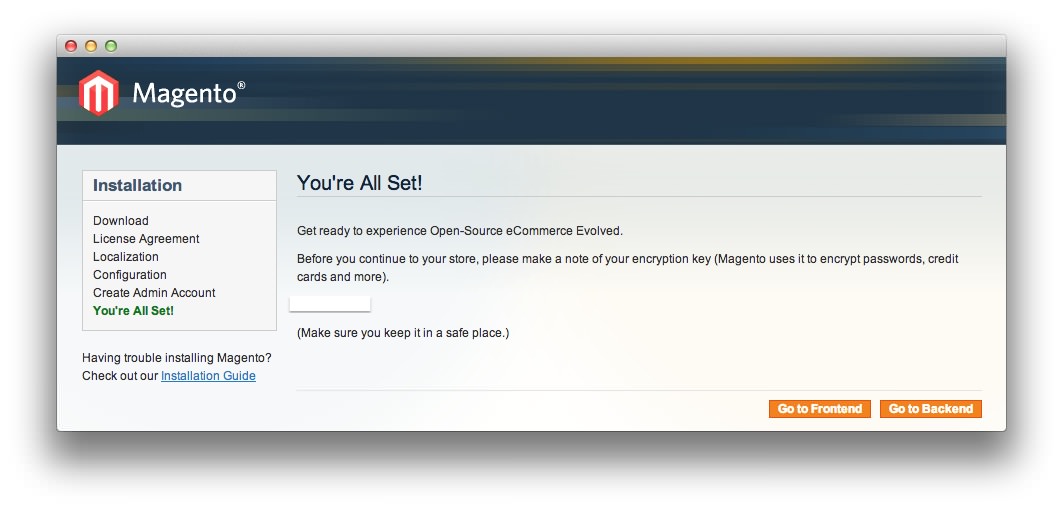 Magento®
Installation
Download
License Agreement
Localization
Configuration
Create Admin Account
You're All Set!
Having trouble installing Magento?
Check out our Installation Guide
You're All Set!
Get ready to experience Open-Source eCommerce Evolved.
Before you continue to your store, please make a note of your encryption key (Magento uses it to encrypt passwords, credit
cards and more).
(Make sure you keep it in a safe place.)
Go to Frontend
Go to Backend